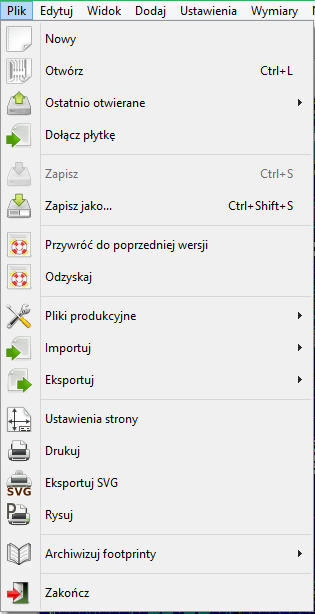 Plik Edytuj Widok Dodaj Ustawienia Wymiary
Nowy
Otwórz Ctrl+L
Ostatnio otwierane
Dołącz płytkę
Zapisz Ctrl+S
Zapisz jako... Ctrl+Shift+S
Przywróć do poprzedniej wersji
Odzyskaj
Pliki produkcyjne
Importuj
Eksportuj
Ustawienia strony
Drukuj
SVG Eksportuj SVG
P Rysuj
Archiwizuj footprinty
Zakończ